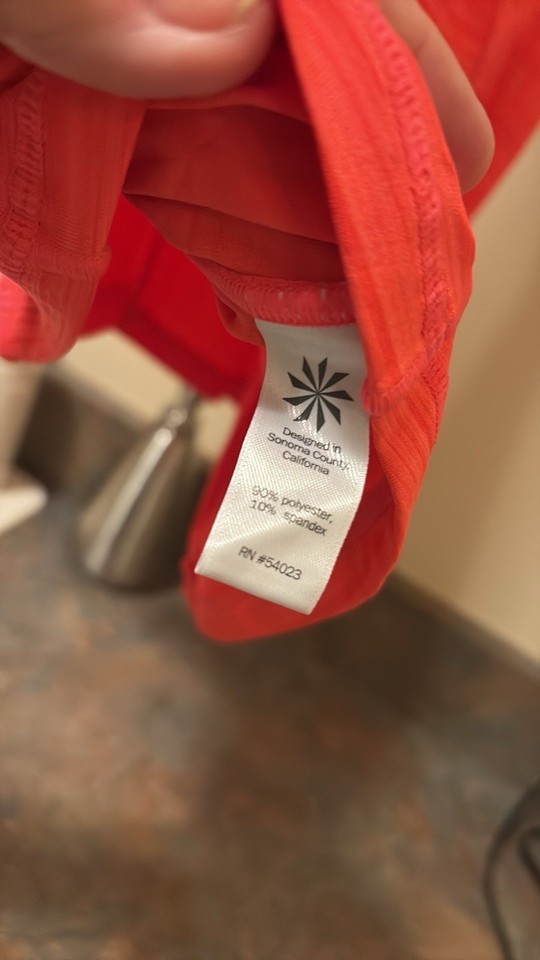 Designed in
Sonoma County,
California
90% polyester,
10% spandex
RN #54023